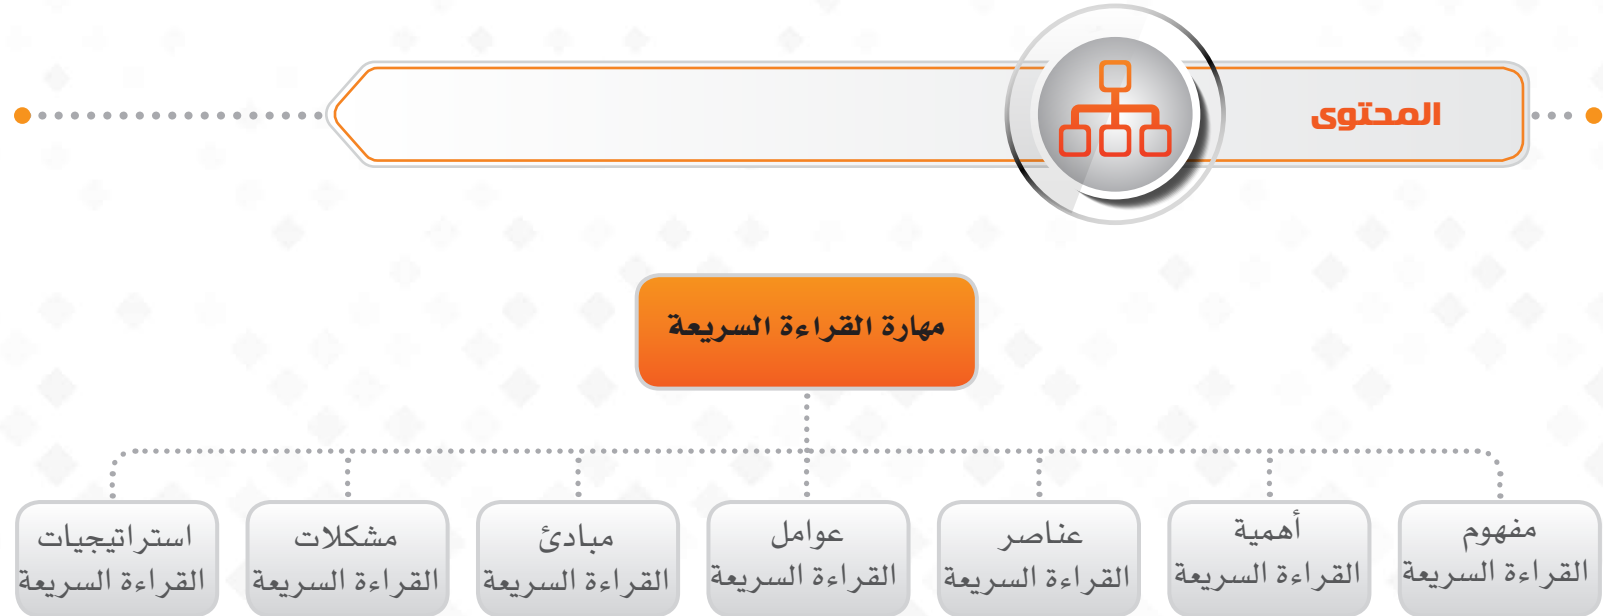 المحتوى
مهارة القراءة السريعة
مفهوم
القراءة السريعة
أهمية
القراءة السريعة
عناصر
القراءة السريعة
عوامل
القراءة السريعة
مبادئ
القراءة السريعة
مشكلات
القراءة السريعة
استراتيجيات
القراءة السريعة